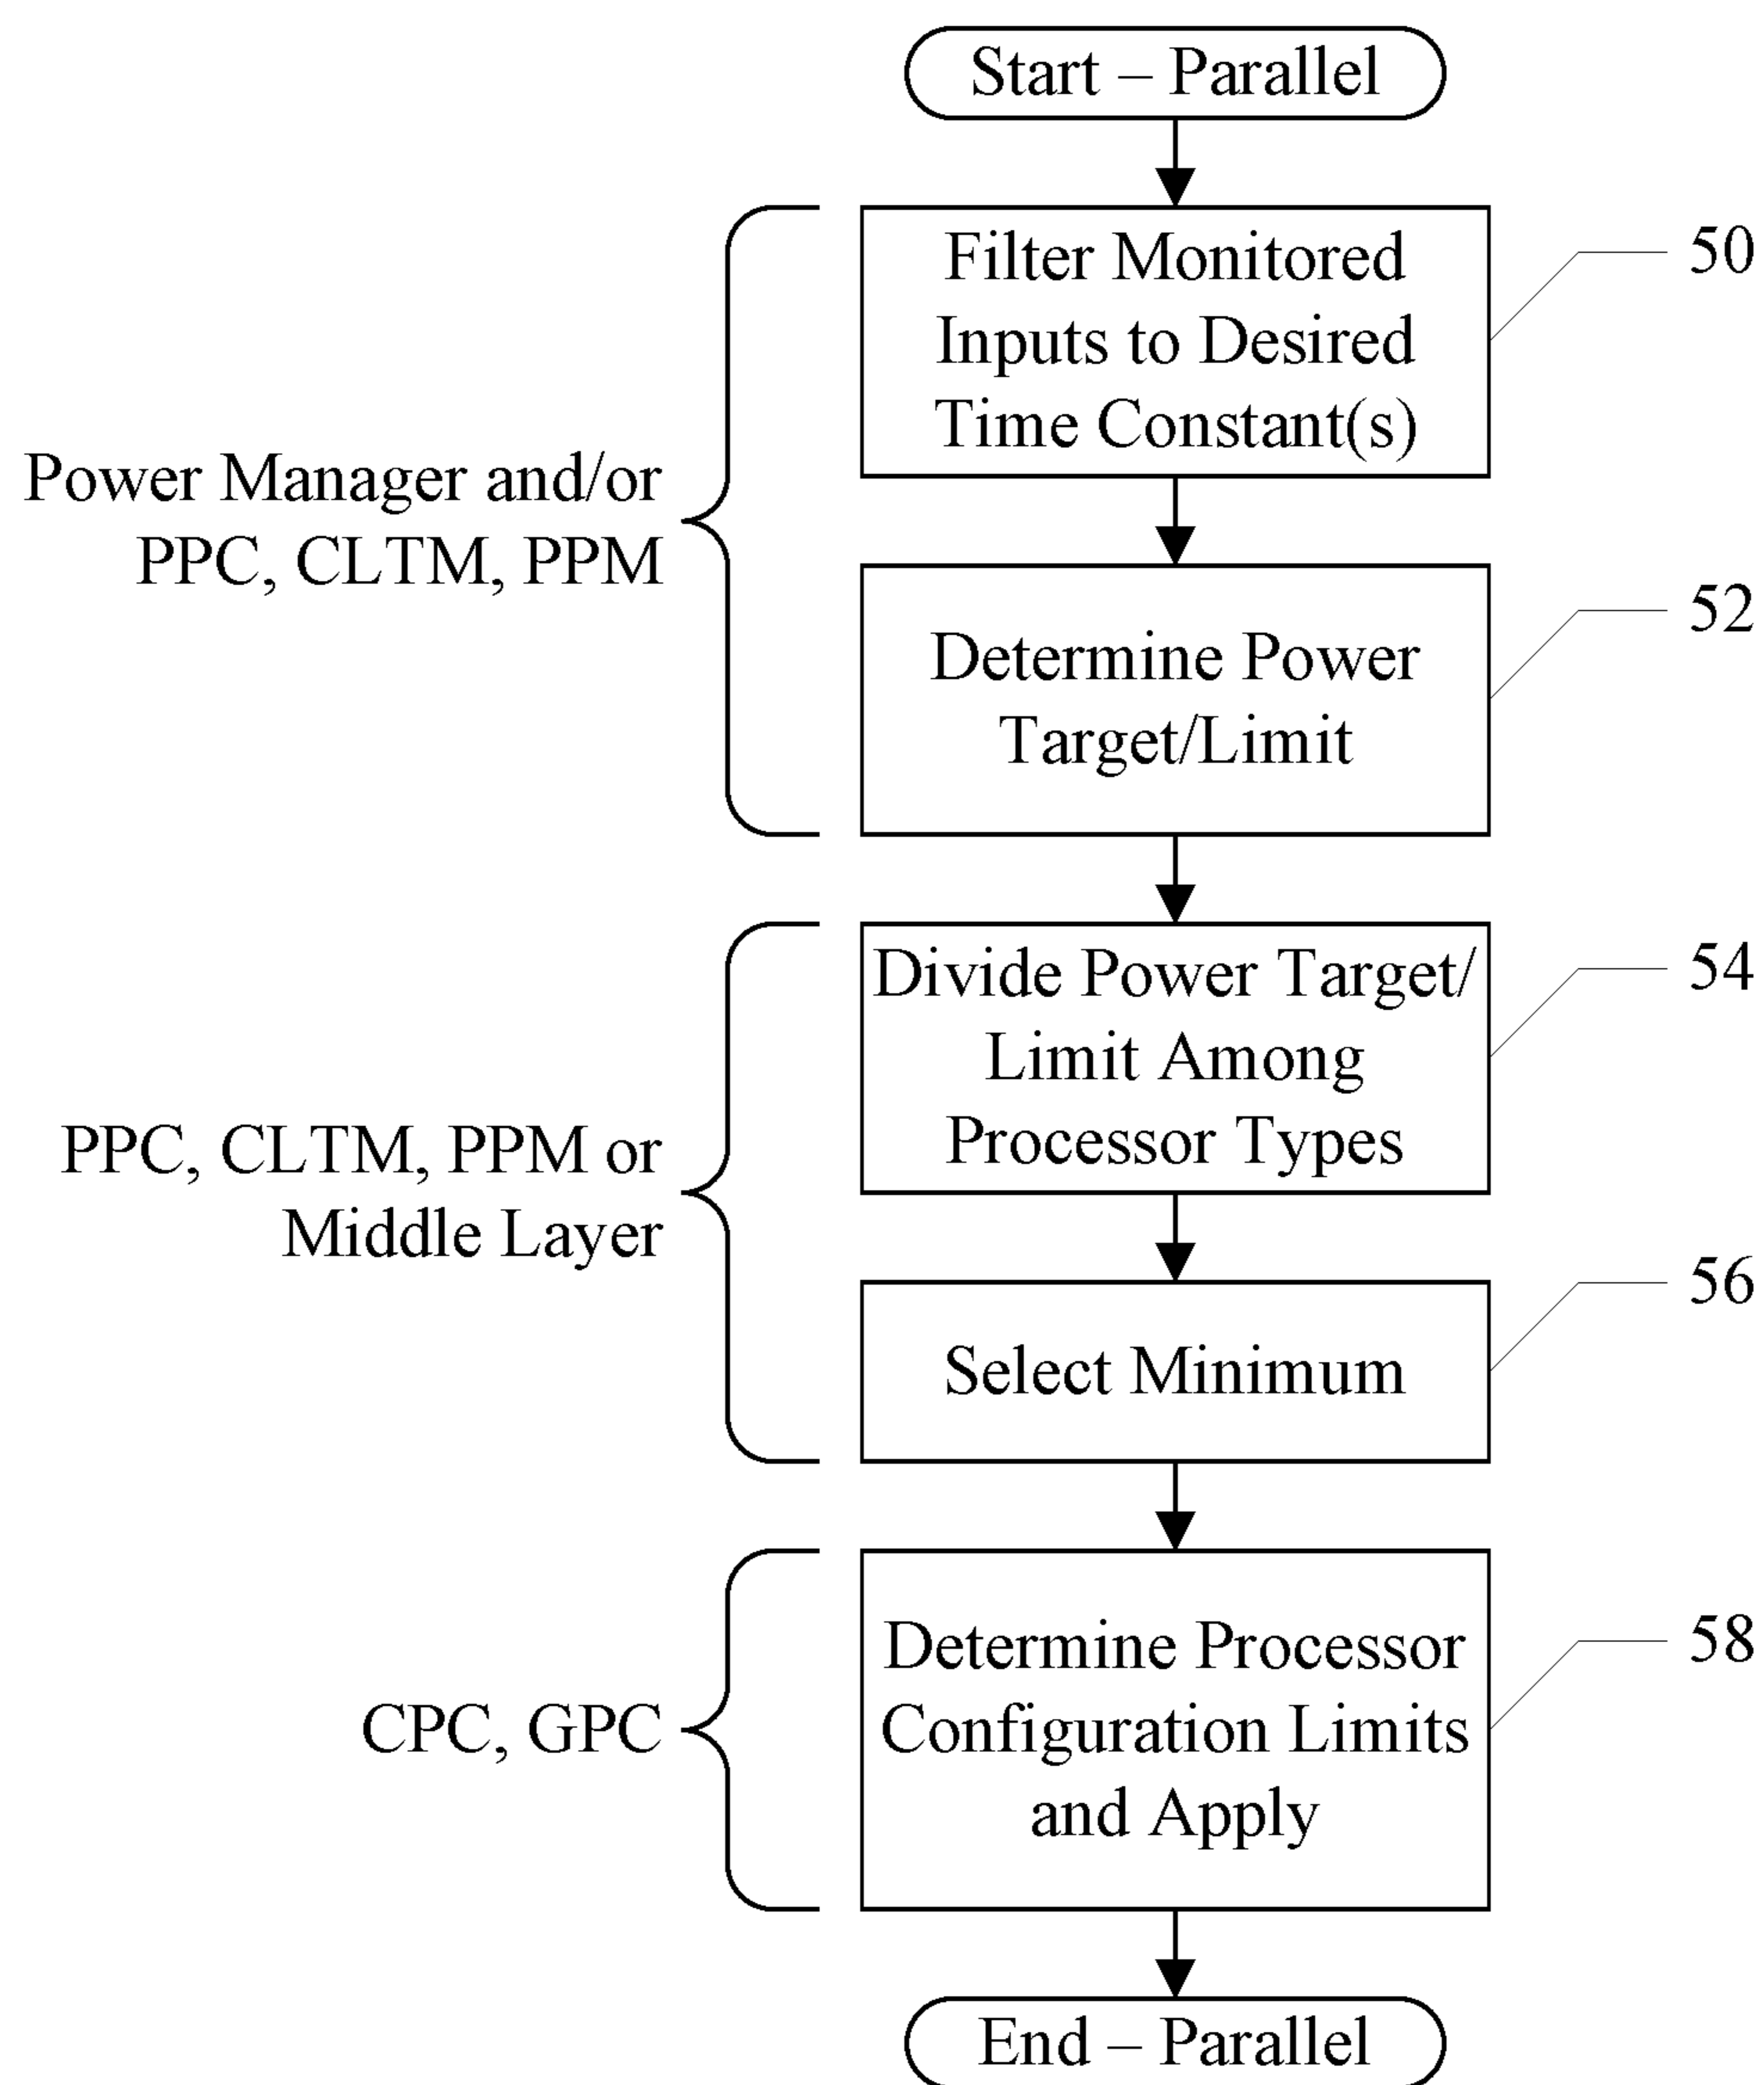 Start – Parallel
Filter Monitored
Inputs to Desired
Time Constant(s)
50
Power Manager and/or
PPC, CLTM, PPM
Determine Power
Target/Limit
52
Divide Power Target/
Limit Among
Processor Types
54
PPC, CLTM, PPM or
Middle Layer
Select Minimum
56
Determine Processor
Configuration Limits
and Apply
58
CPC, GPC
End – Parallel